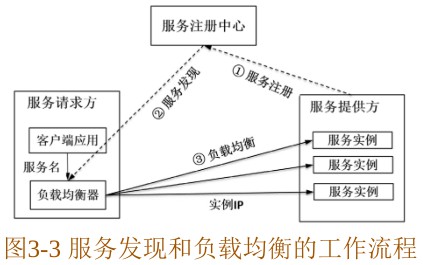 服务注册中心
① 服务注册
② 服务发现
服务请求方
服务提供方
客户端应用
服务名
负载均衡器
③ 负载均衡
服务实例
服务实例
服务实例
实例IP
图3-3 服务发现和负载均衡的工作流程